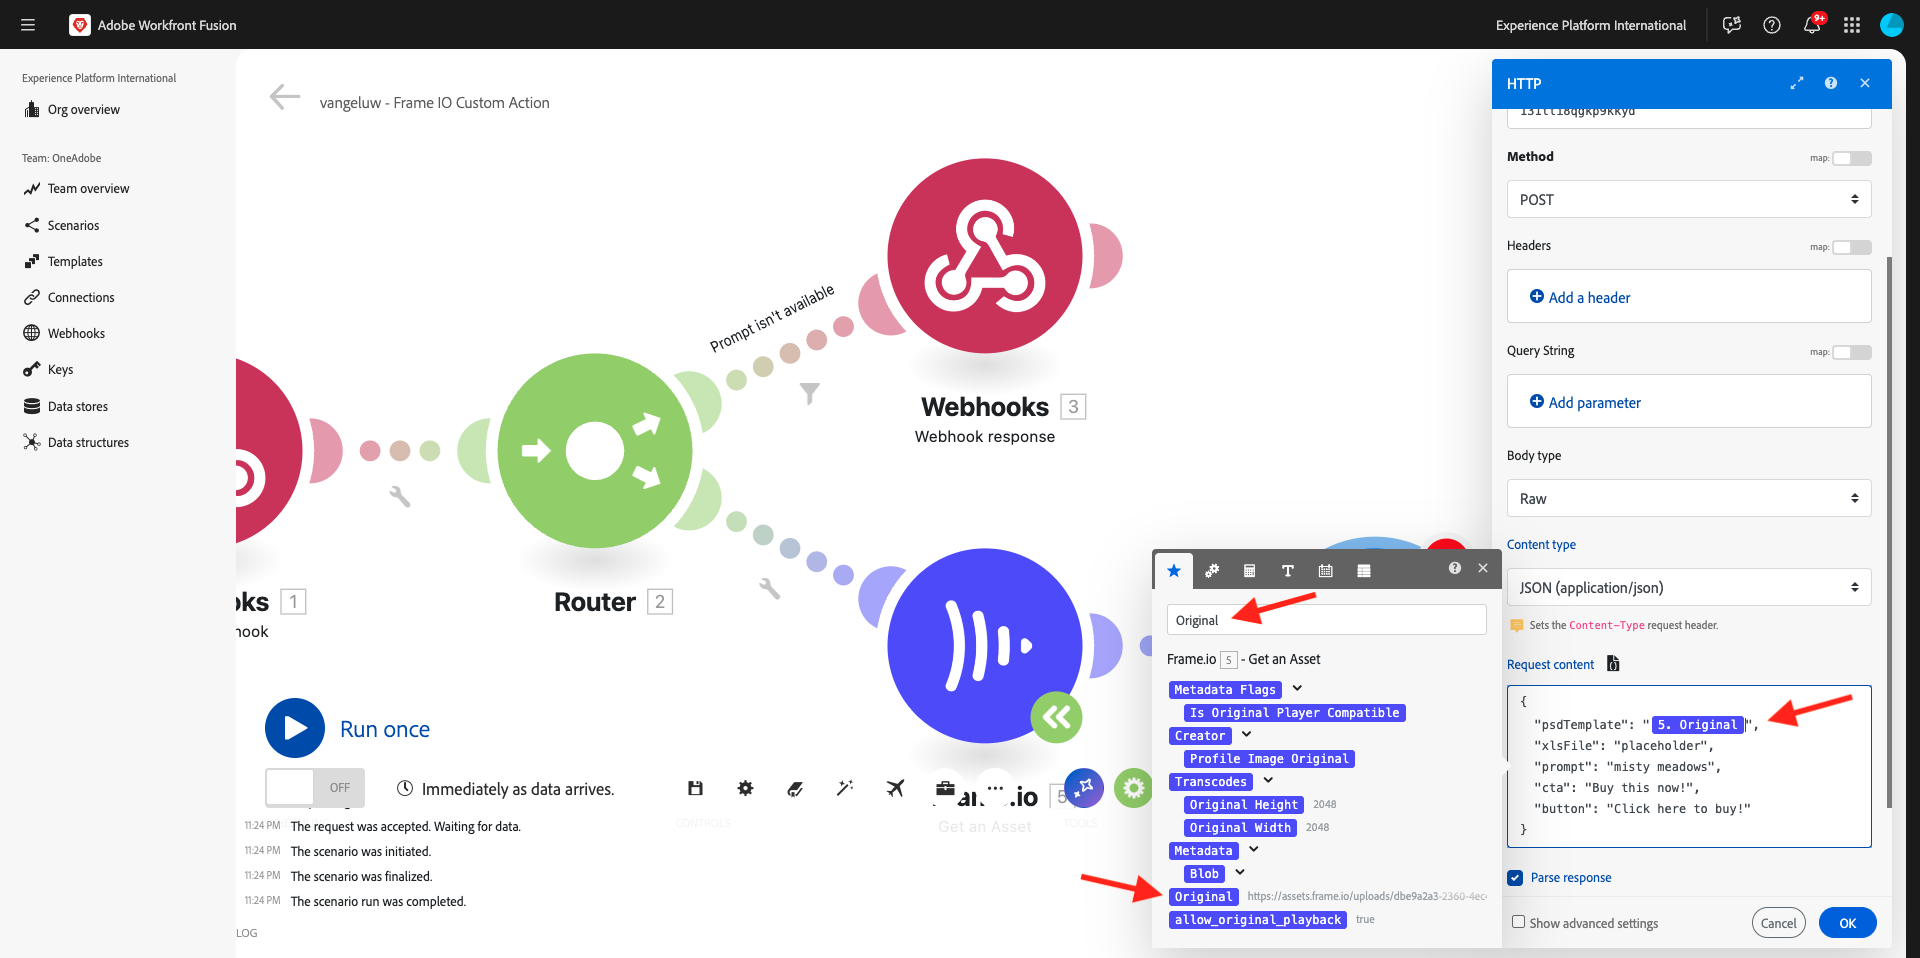 Adobe Workfront Fusion
Experience Platform International
9+
Experience Platform International
Org overview
Team: OneAdobe
Team overview
Scenarios
Templates
Connections
Webhooks
Keys
Data stores
Data structures
vangeluw - Frame IO Custom Action
Prompt isn't available
Webhooks 3
Webhook response
Router 2
1
Run once
OFF
Immediately as data arrives.
CONTROLS
Get an Asset
TOOLS
11:24 PM The request was accepted. Waiting for data.
11:24 PM The scenario was initiated.
11:24 PM The scenario was finalized.
11:24 PM The scenario run was completed.
LOG
Original
Frame.io 5 - Get an Asset
Metadata Flags
Is Original Player Compatible
Creator
Profile Image Original
Transcodes
Original Height 2048
Original Width 2048
Metadata
Blob
Original https://assets.frame.io/uploads/dbe9a2a3-2360-4ec
allow_original_playback true
HTTP
Method
map:
POST
Headers
map:
Add a header
Query String
map:
Add parameter
Body type
Raw
Content type
JSON (application/json)
Sets the Content-Type request header.
Request content
{
"psdTemplate": "5. Original",
"xlsFile": "placeholder",
"prompt": "misty meadows",
"cta": "Buy this now!",
"button": "Click here to buy!"
}
Parse response
Show advanced settings
Cancel
OK